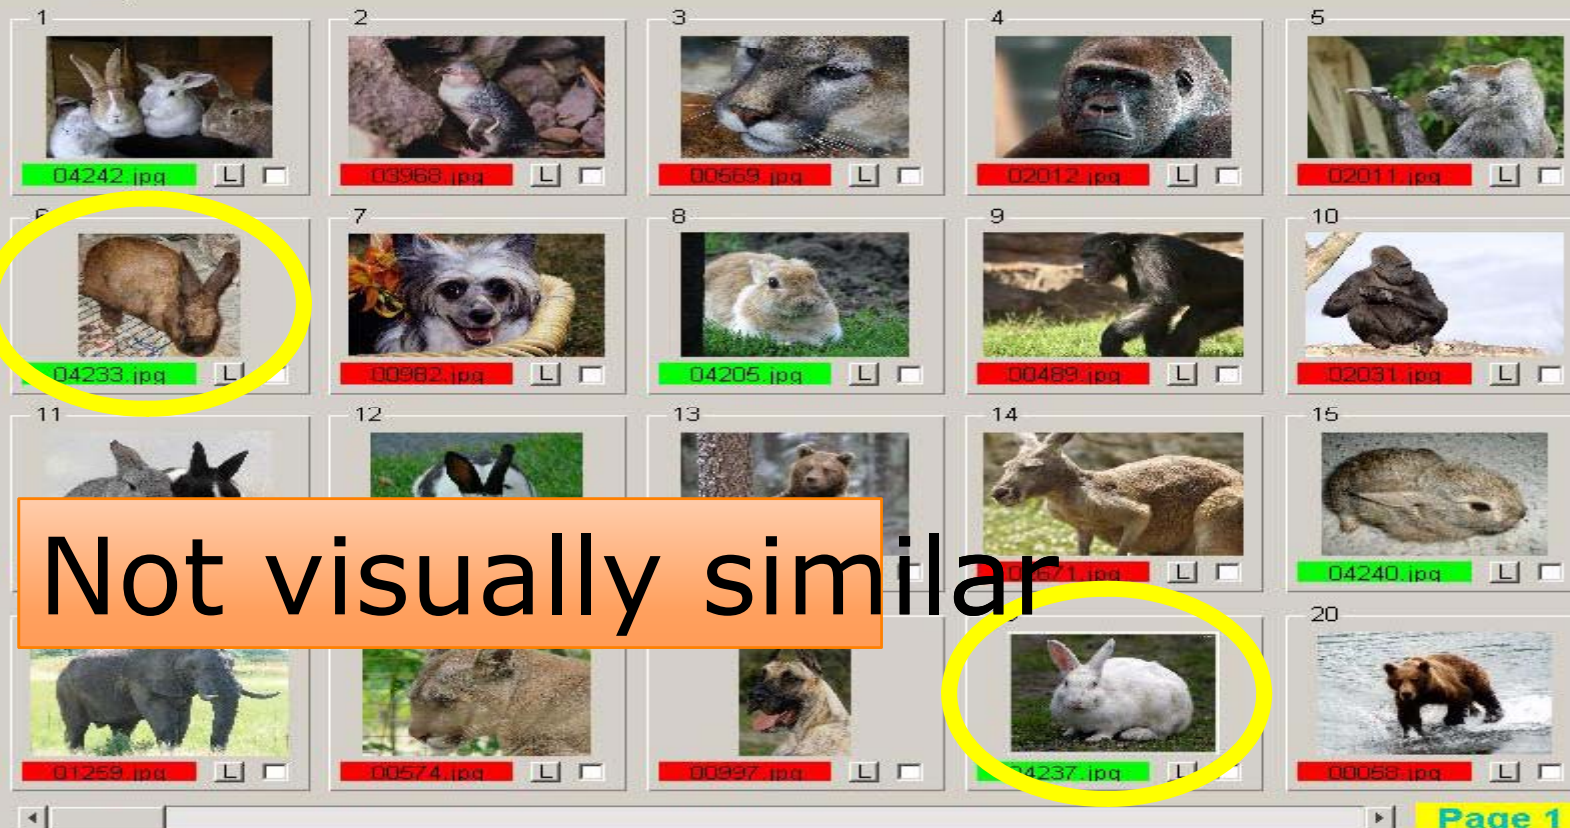 1 2 3 4 5
04242.jpg L 03968.jpg L 00569.jpg L 02012.jpg L 02011.jpg L
7 8 9 10
04233.jpg L 00982.jpg L 04205.jpg L 00489.jpg L 02031.jpg L
11 12 13 14 15
Not visually similar
L 04240.jpg L
20
01259.jpg L 00574.jpg L 00997.jpg L 04237.jpg L 00058.jpg L
Page 1